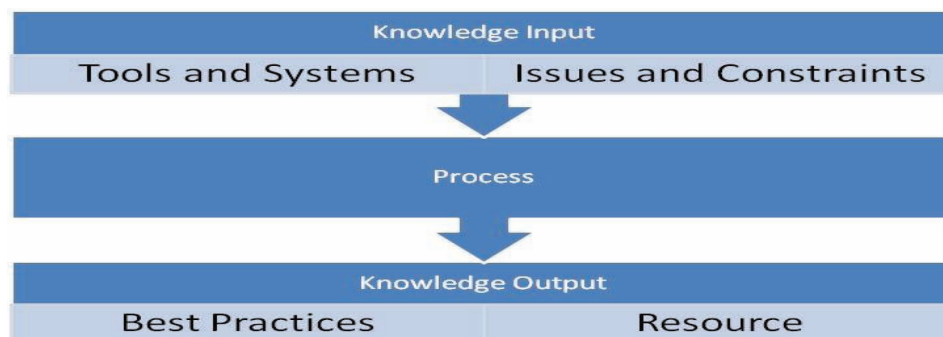 Knowledge Input
Tools and Systems Issues and Constraints
Process
Knowledge Output
Best Practices Resource